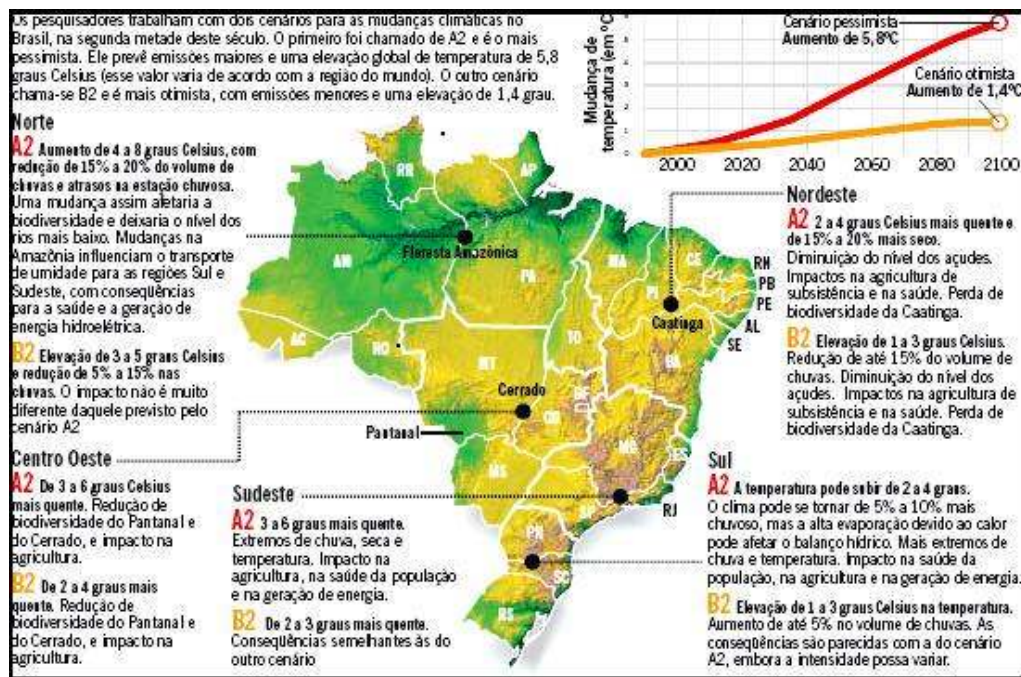 Os pesquisadores trabalham com dois cenários para as mudanças climáticas no
Brasil, na segunda metade deste século. O primeiro foi chamado de A2 e é o mais
pessimista. Ele prevê emissões maiores e uma elevação global de temperatura de 5,8
graus Celsius (esse valor varia de acordo com a região do mundo). O outro cenário
chama-se B2 e é mais otimista, com emissões menores e uma elevação de 1,4 grau.
Mudança de
temperatura (em ºC)
Cenário pessimista
Aumento de 5,8ºC
Cenário otimista
Aumento de 1,4ºC
2000 2020 2040 2060 2080 2100
Norte
A2 Aumento de 4 a 8 graus Celsius, com
redução de 15% a 20% do volume de
chuvas e atrasos na estação chuvosa.
Uma mudança assim afetaria a
biodiversidade e deixaria o nível dos
rios mais baixo. Mudanças na
Amazônia influenciam o transporte
de umidade para as regiões Sul e
Sudeste, com conseqüências
para a saúde e a geração de
energia hidroelétrica.
B2 Elevação de 3 a 5 graus Celsius
e redução de 5% a 15% nas
chuvas. O impacto não é muito
diferente daquele previsto pelo
cenário A2
Nordeste
A2 2 a 4 graus Celsius mais quente e
de 15% a 20% mais seco.
Diminuição do nível dos açudes.
Impactos na agricultura de
subsistência e na saúde. Perda de
biodiversidade da Caatinga.
B2 Elevação de 1 a 3 graus Celsius.
Redução de até 15% do volume de
chuvas. Diminuição do nível dos
açudes. Impactos na agricultura de
subsistência e na saúde. Perda de
biodiversidade da Caatinga.
RR
AP
Floresta Amazônica
AM
PA
MA
CE
RN
PB
PE
AL
SE
PI
Caatinga
AC
RO
TO
MT
BA
Cerrado
DF
GO
Pantanal
MG
ES
MS
SP
RJ
PR
SC
RS
Centro Oeste
A2 De 3 a 6 graus Celsius
mais quente. Redução de
biodiversidade do Pantanal e
do Cerrado, e impacto na
agricultura.
B2 De 2 a 4 graus mais
quente. Redução de
biodiversidade do Pantanal e
do Cerrado, e impacto na
agricultura.
Sudeste
A2 3 a 6 graus mais quente.
Extremos de chuva, seca e
temperatura. Impacto na
agricultura, na saúde da população
e na geração de energia.
B2 De 2 a 3 graus mais quente.
Conseqüências semelhantes às do
outro cenário
Sul
A2 A temperatura pode subir de 2 a 4 graus.
O clima pode se tornar de 5% a 10% mais
chuvoso, mas a alta evaporação devido ao calor
pode afetar o balanço hídrico. Mais extremos de
chuva e temperatura. Impacto na saúde da
população, na agricultura e na geração de energia.
B2 Elevação de 1 a 3 graus Celsius na temperatura.
Aumento de até 5% no volume de chuvas. As
conseqüências são parecidas com a do cenário
A2, embora a intensidade possa variar.